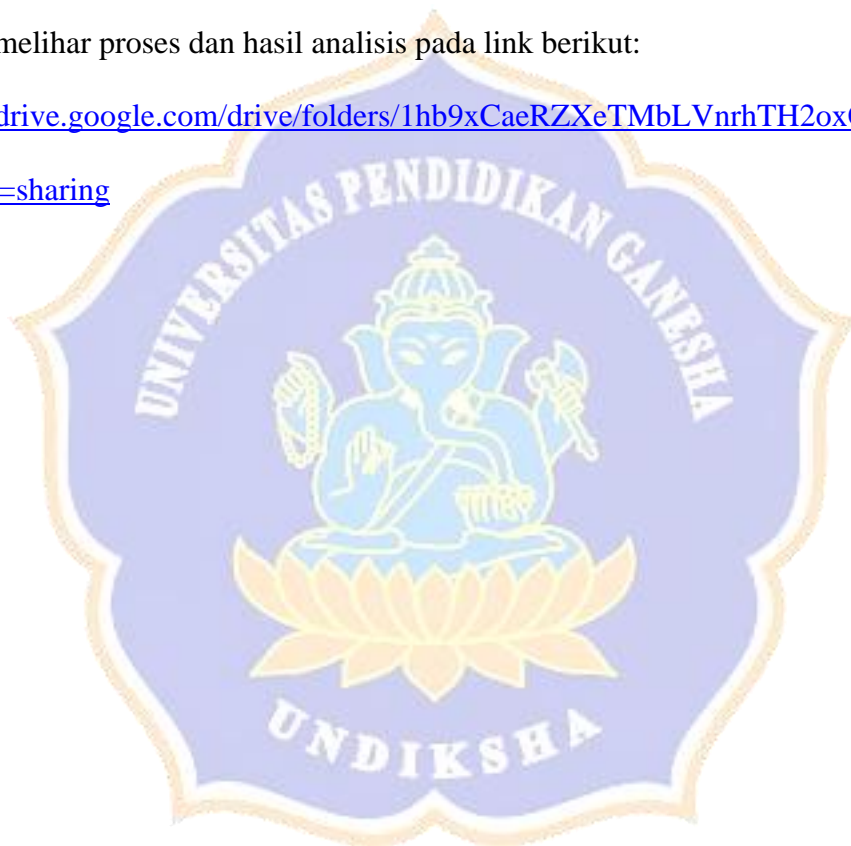 melihar proses dan hasil analisis pada link berikut:
drive.google.com/drive/folders/1hb9xCaeRZXeTMbLVnrhTH2ox
=sharing
UNIVERSITAS PENDIDIKAN GANESHA
UNDIKSHA